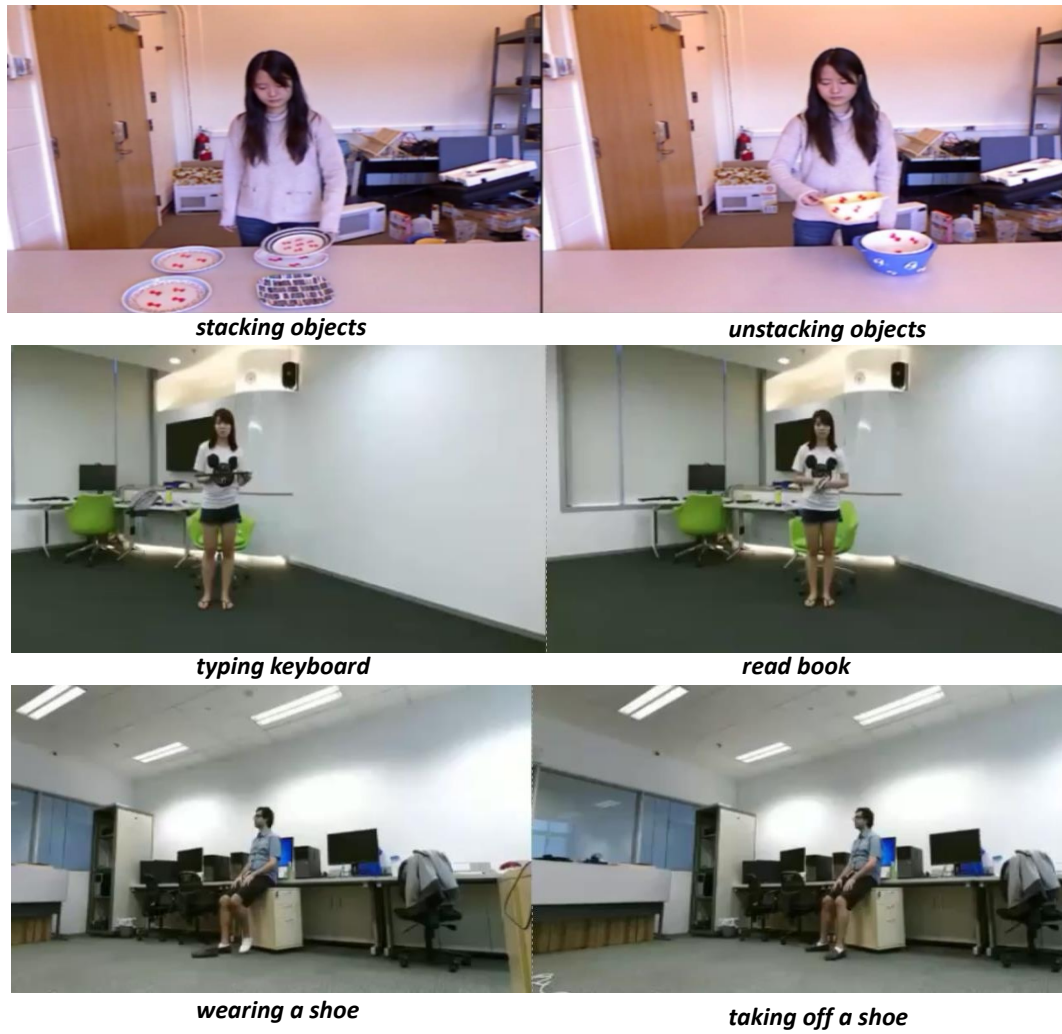 stacking objects
unstacking objects
typing keyboard
read book
wearing a shoe
taking off a shoe